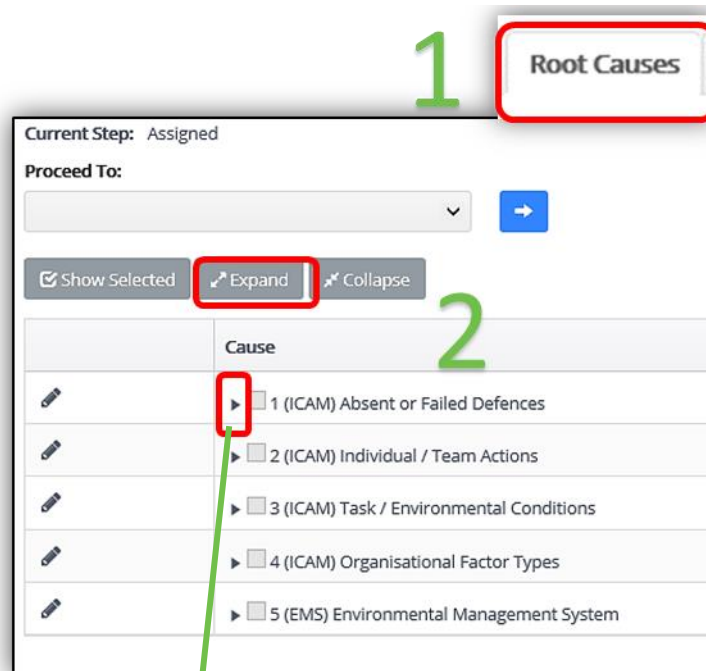 1
Root Causes
Current Step: Assigned
Proceed To:
Show Selected Expand Collapse
2
Cause
1 (ICAM) Absent or Failed Defences
2 (ICAM) Individual / Team Actions
3 (ICAM) Task / Environmental Conditions
4 (ICAM) Organisational Factor Types
5 (EMS) Environmental Management System